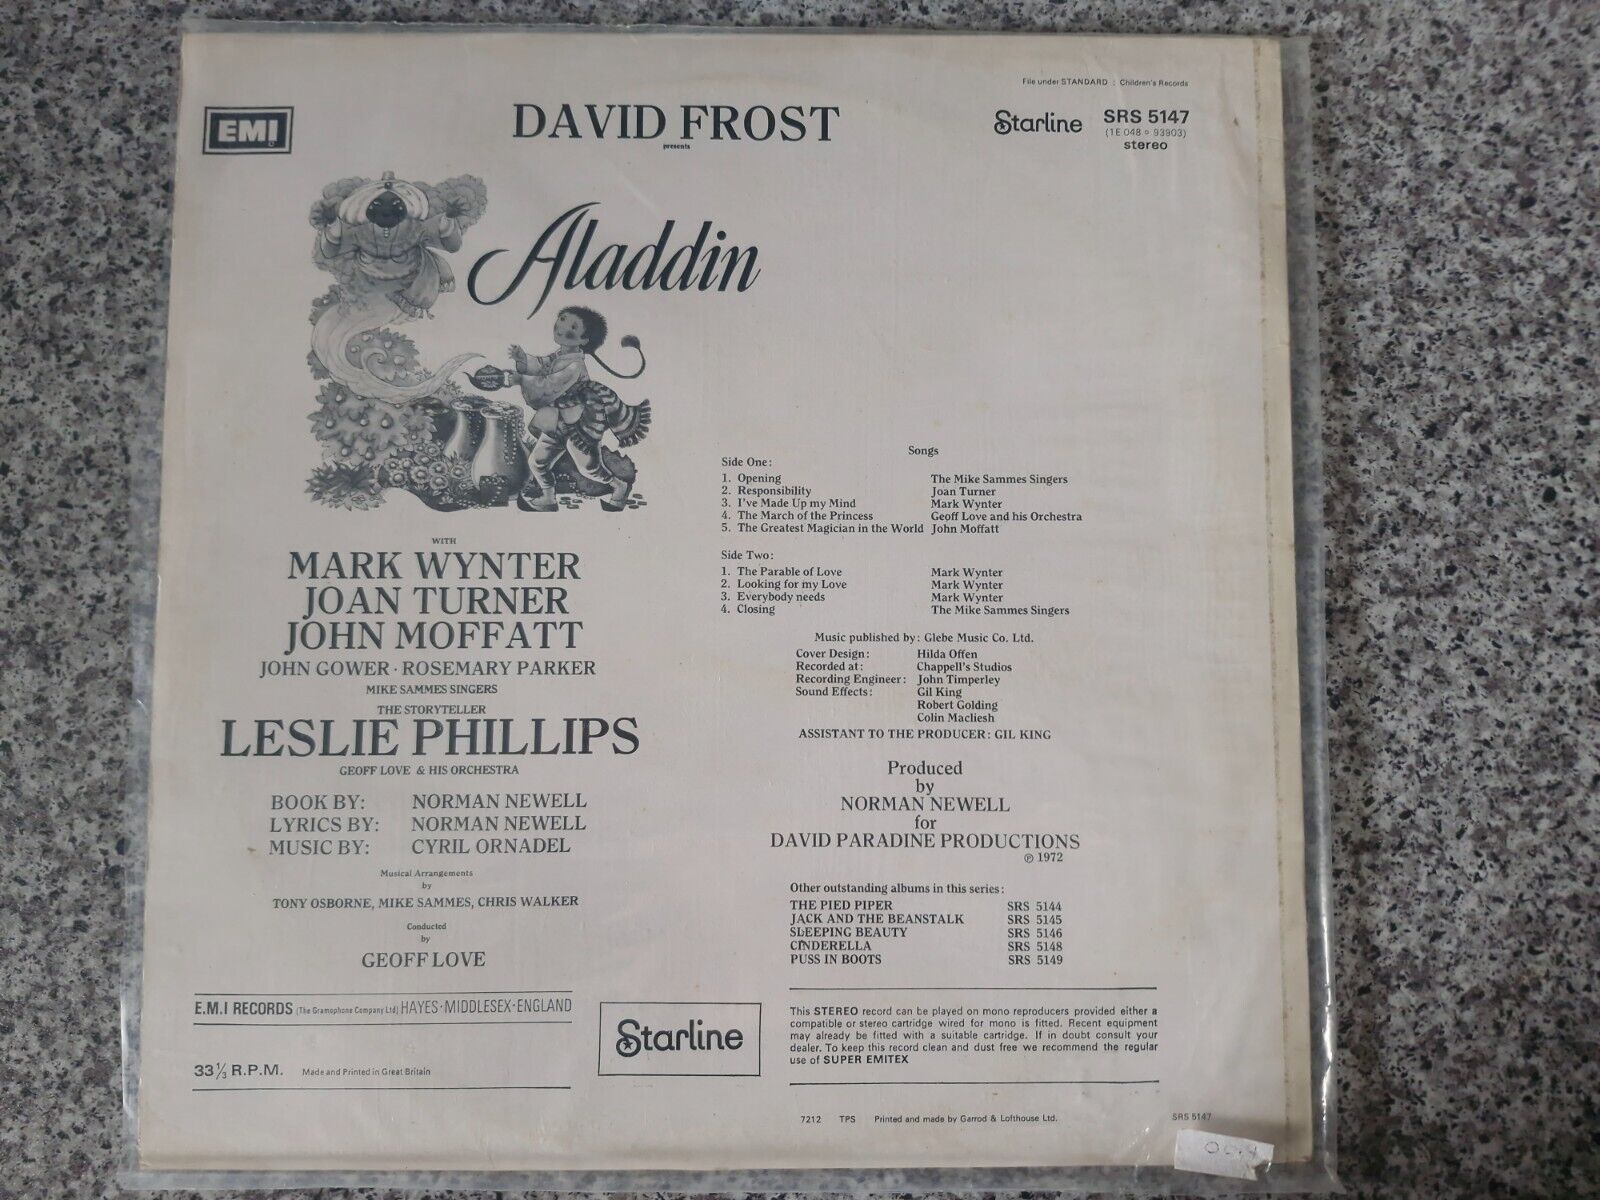 File under STANDARD : Children's Records
EMI
DAVID FROST
presents
Starline
SRS 5147
(1E 048 o 93903)
stereo
Aladdin
WITH
MARK WYNTER
JOAN TURNER
JOHN MOFFATT
JOHN GOWER · ROSEMARY PARKER
MIKE SAMMES SINGERS
THE STORYTELLER
LESLIE PHILLIPS
GEOFF LOVE & HIS ORCHESTRA
BOOK BY: NORMAN NEWELL
LYRICS BY: NORMAN NEWELL
MUSIC BY: CYRIL ORNADEL
Musical Arrangements
by
TONY OSBORNE, MIKE SAMMES, CHRIS WALKER
Conducted
by
GEOFF LOVE
Songs
Side One:
1. Opening The Mike Sammes Singers
2. Responsibility Joan Turner
3. I've Made Up my Mind Mark Wynter
4. The March of the Princess Geoff Love and his Orchestra
5. The Greatest Magician in the World John Moffatt
Side Two:
1. The Parable of Love Mark Wynter
2. Looking for my Love Mark Wynter
3. Everybody needs Mark Wynter
4. Closing The Mike Sammes Singers
Music published by: Glebe Music Co. Ltd.
Cover Design: Hilda Offen
Recorded at: Chappell's Studios
Recording Engineer: John Timperley
Sound Effects: Gil King
Robert Golding
Colin Macliesh
ASSISTANT TO THE PRODUCER: GIL KING
Produced
by
NORMAN NEWELL
for
DAVID PARADINE PRODUCTIONS
℗ 1972
Other outstanding albums in this series:
THE PIED PIPER SRS 5144
JACK AND THE BEANSTALK SRS 5145
SLEEPING BEAUTY SRS 5146
CINDERELLA SRS 5148
PUSS IN BOOTS SRS 5149
E.M.I RECORDS (The Gramophone Company Ltd) HAYES·MIDDLESEX·ENGLAND
33⅓ R.P.M. Made and Printed in Great Britain
Starline
This STEREO record can be played on mono reproducers provided either a
compatible or stereo cartridge wired for mono is fitted. Recent equipment
may already be fitted with a suitable cartridge. If in doubt consult your
dealer. To keep this record clean and dust free we recommend the regular
use of SUPER EMITEX
7212 TPS Printed and made by Garrod & Lofthouse Ltd. SRS 5147